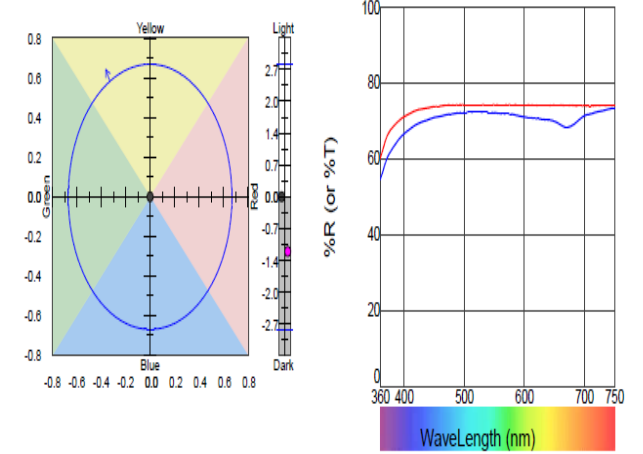 Yellow
Light
0.8
0.6
0.4
0.2
0.0
-0.2
-0.4
-0.6
-0.8
Green
Red
2.7
2.0
1.4
0.7
0.0
-0.7
-1.4
-2.0
-2.7
Blue
Dark
-0.8 -0.6 -0.4 -0.2 0.0 0.2 0.4 0.6 0.8
%R (or %T)
100
80
60
40
20
0
360 400 500 600 700 750
WaveLength (nm)